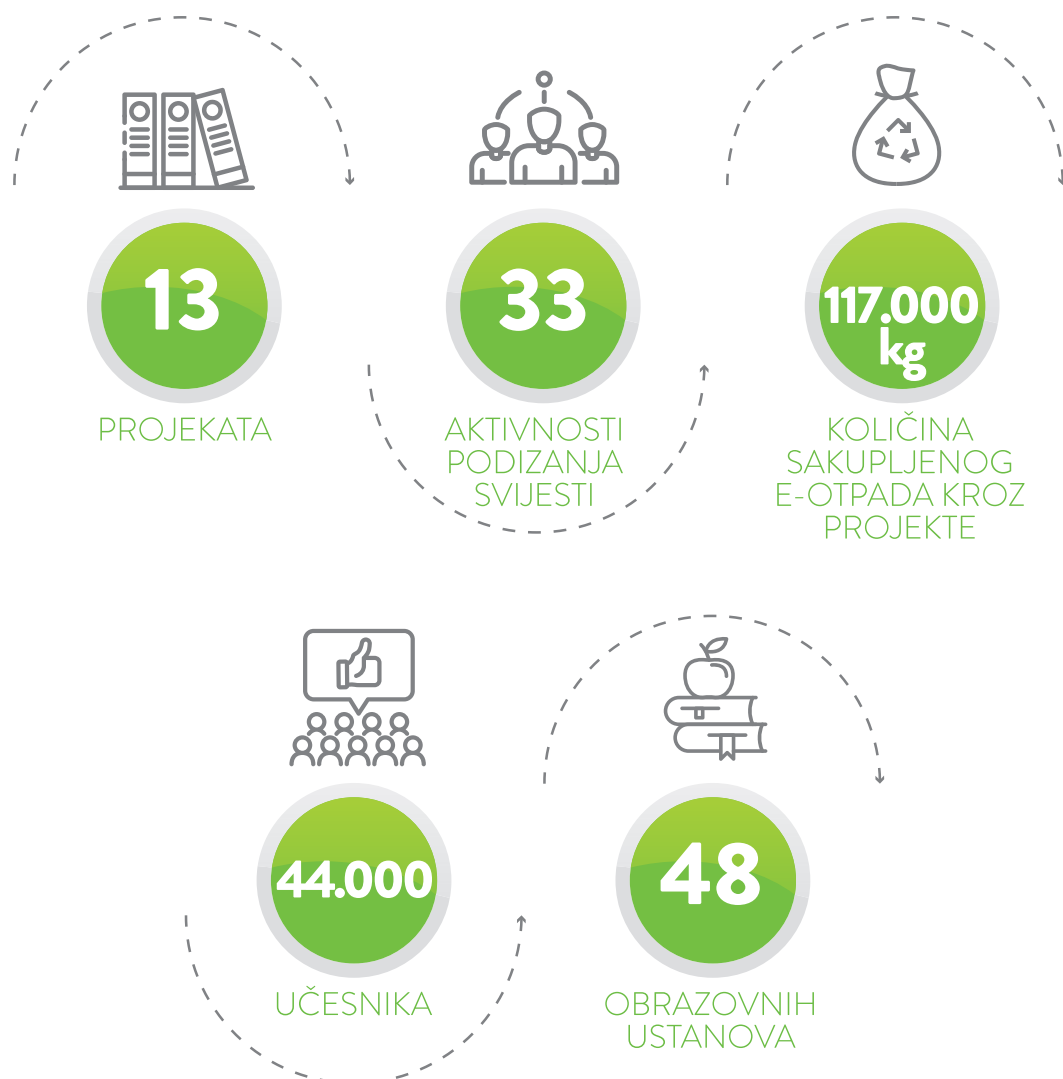 13
PROJEKATA
33
AKTIVNOSTI
PODIZANJA
SVIJESTI
117.000
kg
KOLIČINA
SAKUPLJENOG
E-OTPADA KROZ
PROJEKTE
44.000
UČESNIKA
48
OBRAZOVNIH
USTANOVA